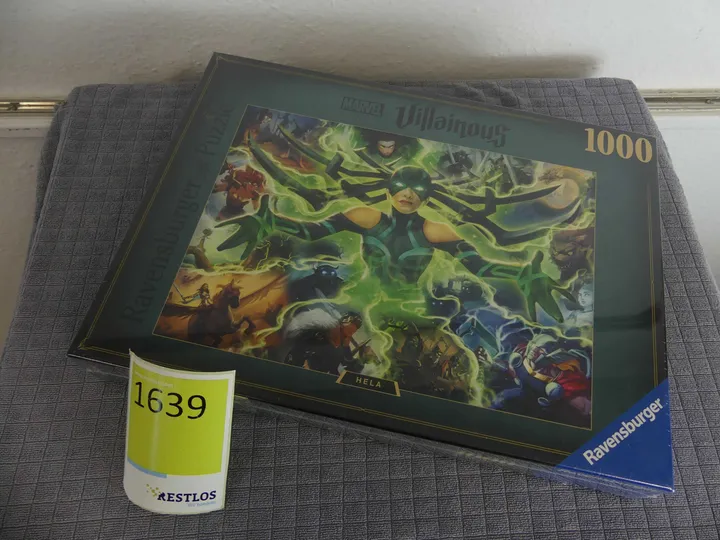 MARVEL
Villainous
1000
Ravensburger Puzzle
HELA
Ravensburger
1639
RESTLOS